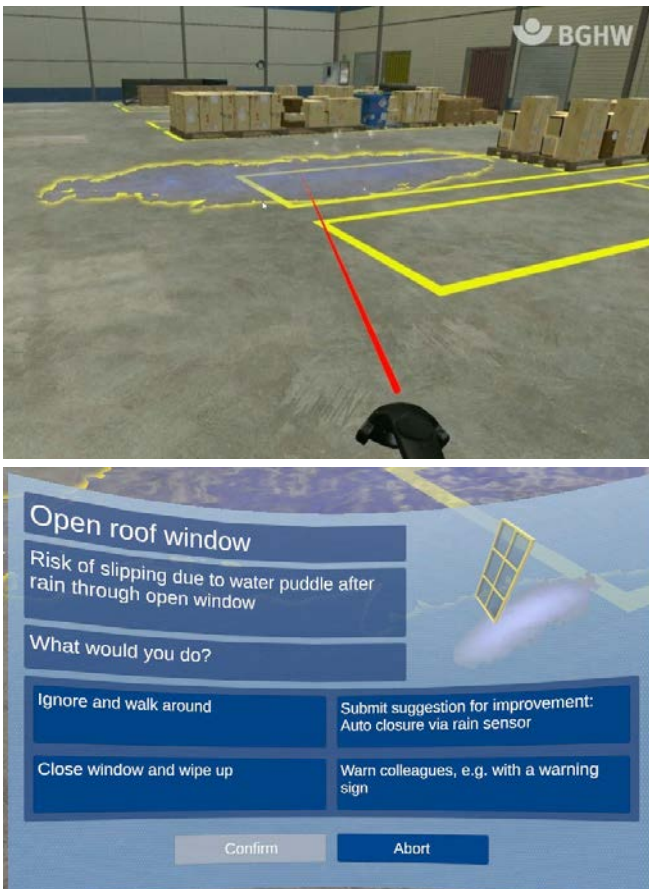 BGHW
Open roof window
Risk of slipping due to water puddle after
rain through open window
What would you do?
Ignore and walk around
Submit suggestion for improvement:
Auto closure via rain sensor
Close window and wipe up
Warn colleagues, e.g. with a warning
sign
Confirm
Abort